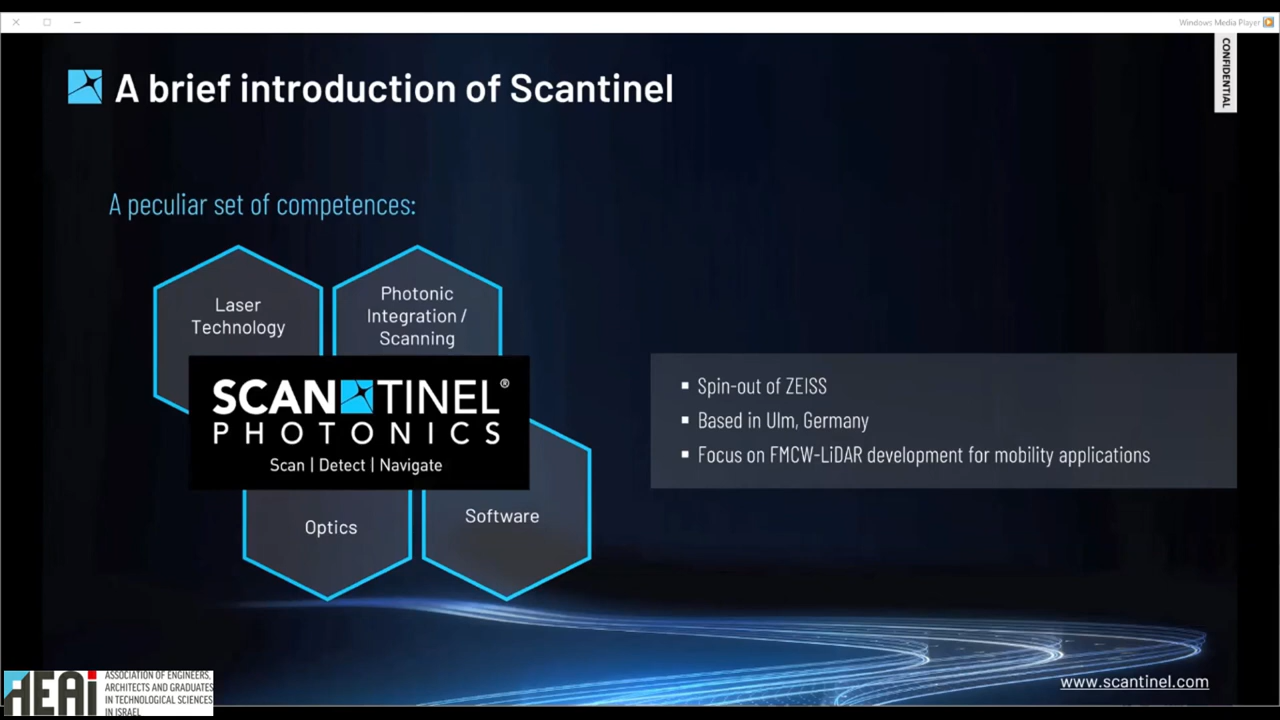 Windows Media Player
CONFIDENTIAL
A brief introduction of Scantinel
A peculiar set of competences:
Laser
Technology
Photonic
Integration /
Scanning
SCANTINEL®
PHOTONICS
Scan | Detect | Navigate
Optics
Software
▪ Spin-out of ZEISS
▪ Based in Ulm, Germany
▪ Focus on FMCW-LiDAR development for mobility applications
www.scantinel.com
AEAi
ASSOCIATION OF ENGINEERS,
ARCHITECTS AND GRADUATES
IN TECHNOLOGICAL SCIENCES
IN ISRAEL